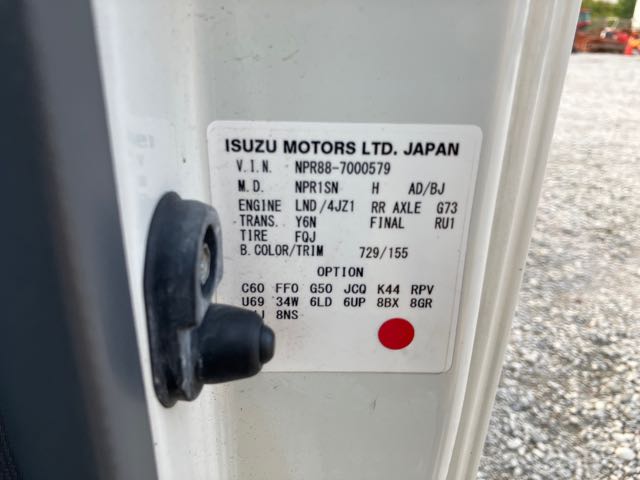 ISUZU MOTORS LTD. JAPAN
V.I.N. NPR88-7000579
M.D. NPR1SN H AD/BJ
ENGINE LND/4JZ1 RR AXLE G73
TRANS. Y6N FINAL RU1
TIRE FQJ
B.COLOR/TRIM 729/155
OPTION
C60 FF0 G50 JCQ K44 RPV
U69 34W 6LD 6UP 8BX 8GR
8NS